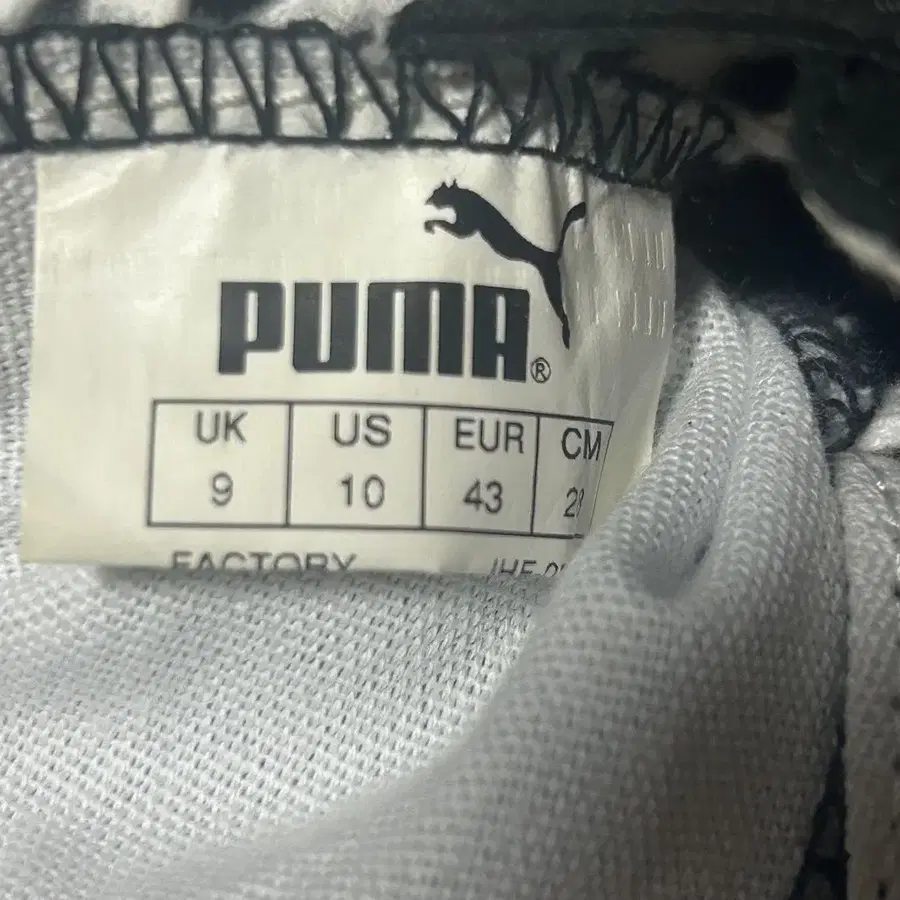 PUMA®
UK US EUR CM
9 10 43
FACTORY